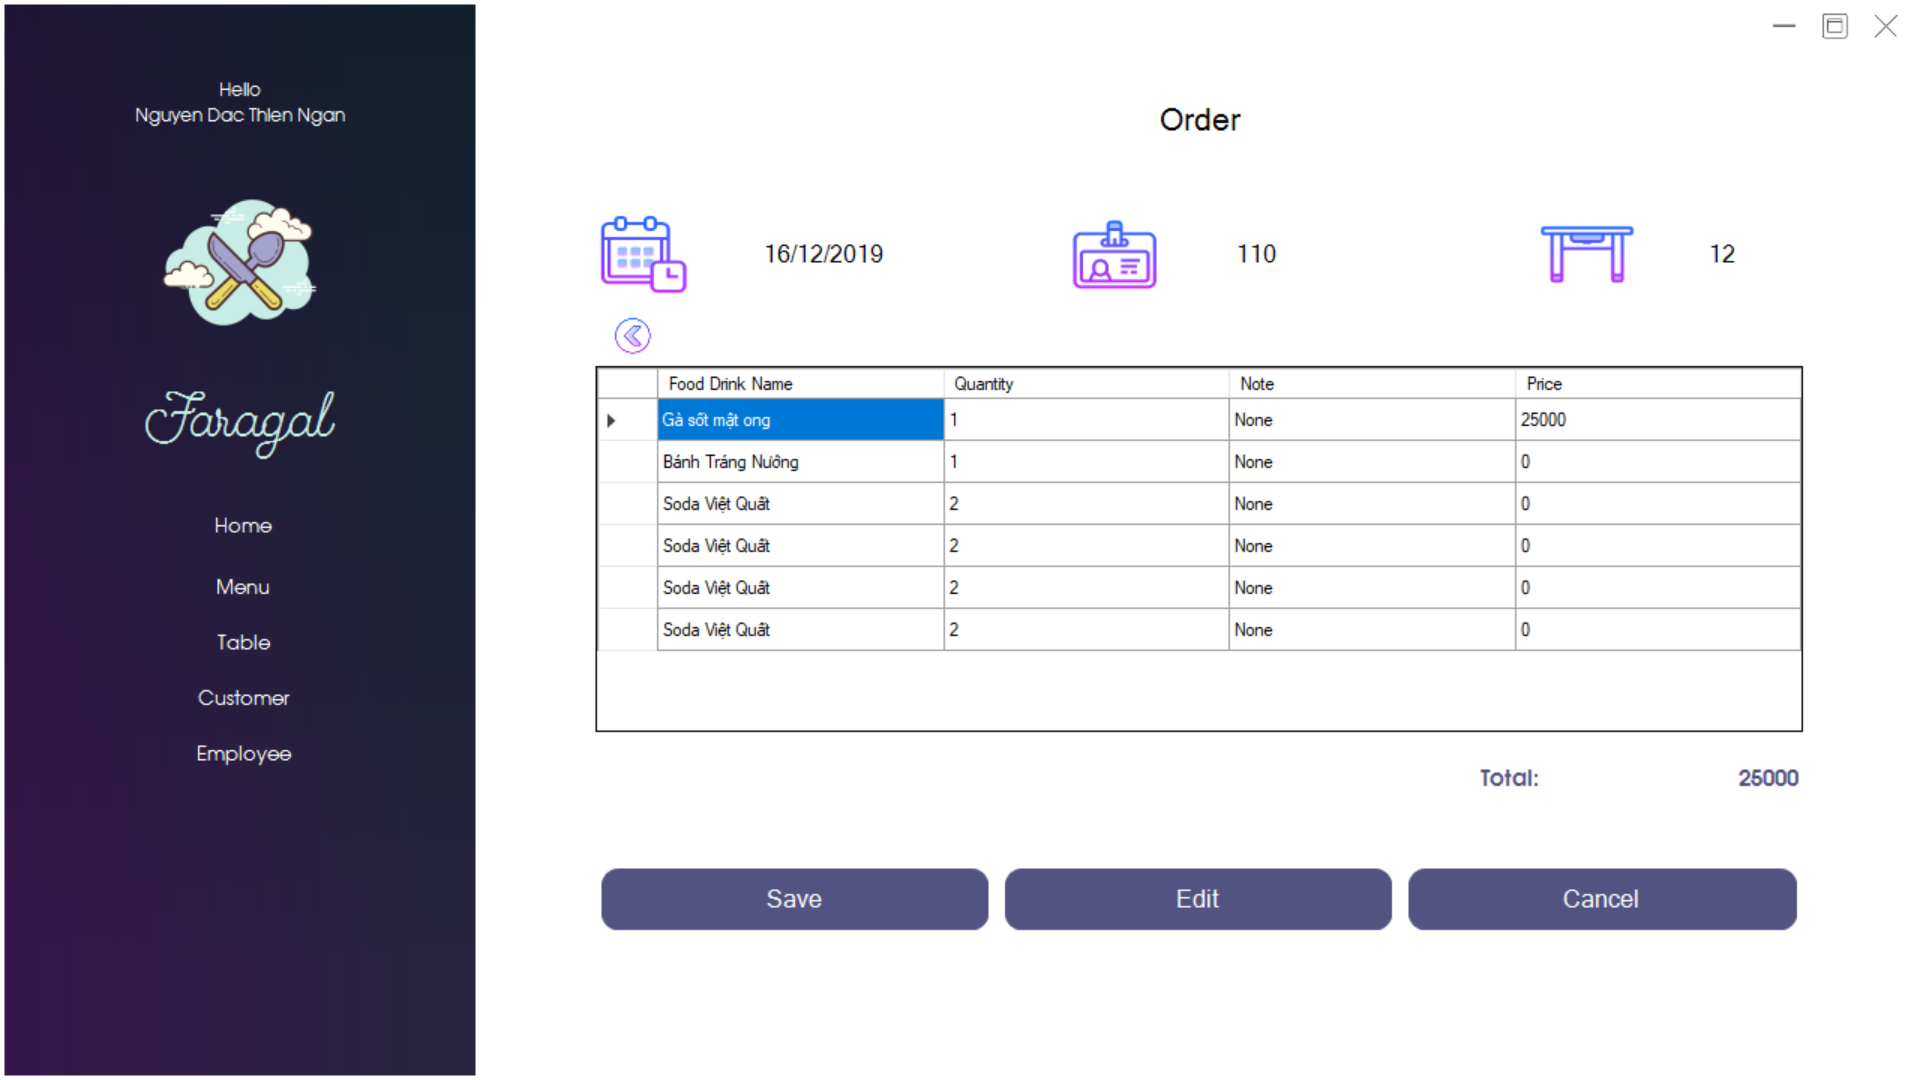 Hello
Nguyen Dac Thien Ngan
Faragal
Home
Menu
Table
Customer
Employee
Order
16/12/2019 110 12
Food Drink Name Quantity Note Price
Gà sốt mật ong 1 None 25000
Bánh Tráng Nướng 1 None 0
Soda Việt Quất 2 None 0
Soda Việt Quất 2 None 0
Soda Việt Quất 2 None 0
Soda Việt Quất 2 None 0
Total: 25000
Save Edit Cancel